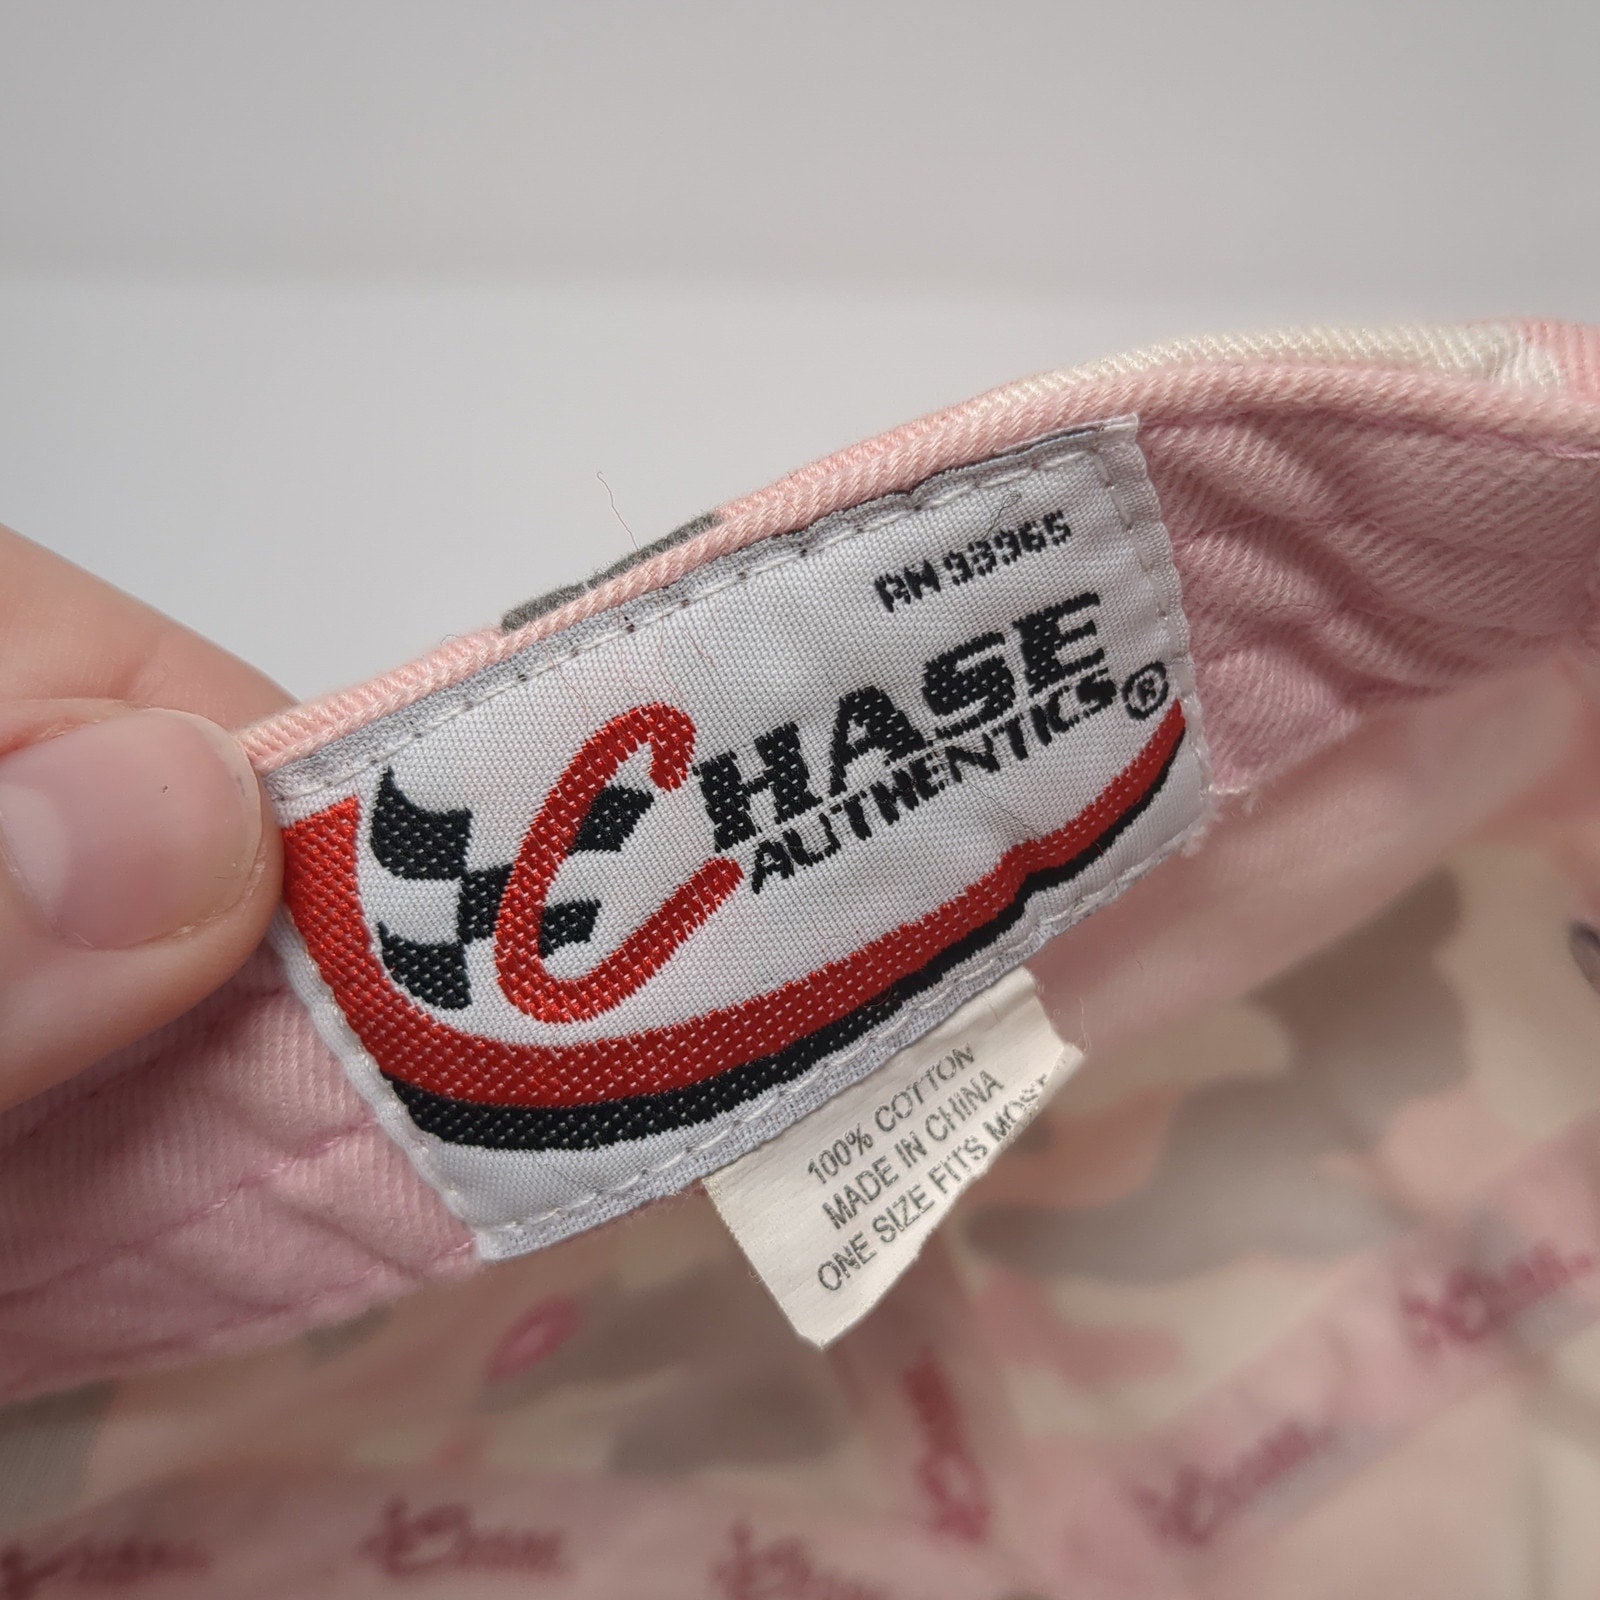 RN 93965
CHASE
AUTHENTICS®
100% COTTON
MADE IN CHINA
ONE SIZE FITS MOST